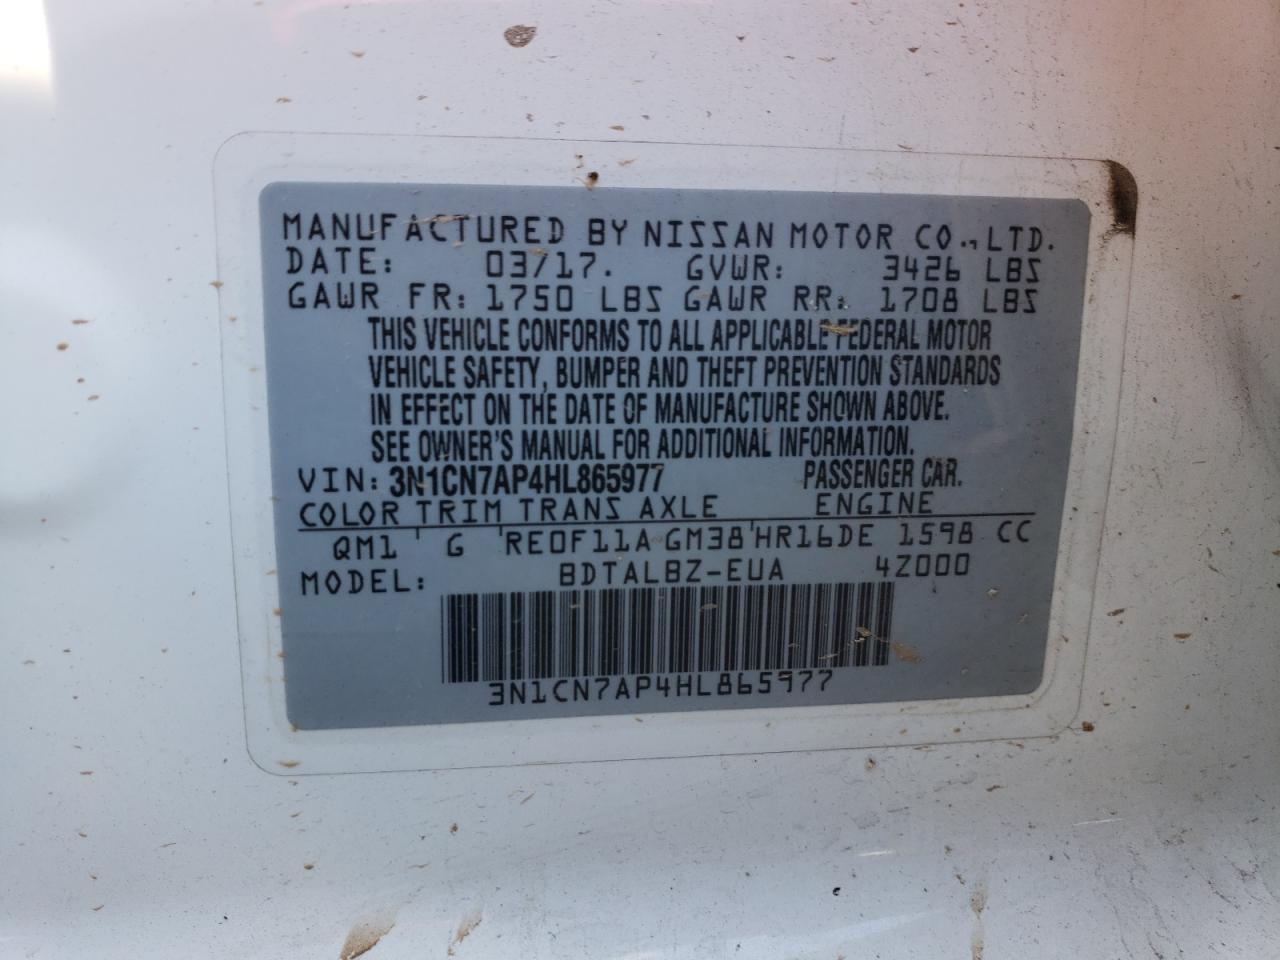 MANUFACTURED BY NISSAN MOTOR CO., LTD.
DATE: 03/17. GVWR: 3426 LBS
GAWR FR: 1750 LBS GAWR RR: 1708 LBS
THIS VEHICLE CONFORMS TO ALL APPLICABLE FEDERAL MOTOR
VEHICLE SAFETY, BUMPER AND THEFT PREVENTION STANDARDS
IN EFFECT ON THE DATE OF MANUFACTURE SHOWN ABOVE.
SEE OWNER'S MANUAL FOR ADDITIONAL INFORMATION.
VIN: 3N1CN7AP4HL865977 PASSENGER CAR.
COLOR TRIM TRANS AXLE ENGINE
QM1 ' G ' RE0F11A GM38 ' HR16DE 1598 CC
MODEL: BDTALBZ-EUA 4Z000
3N1CN7AP4HL865977